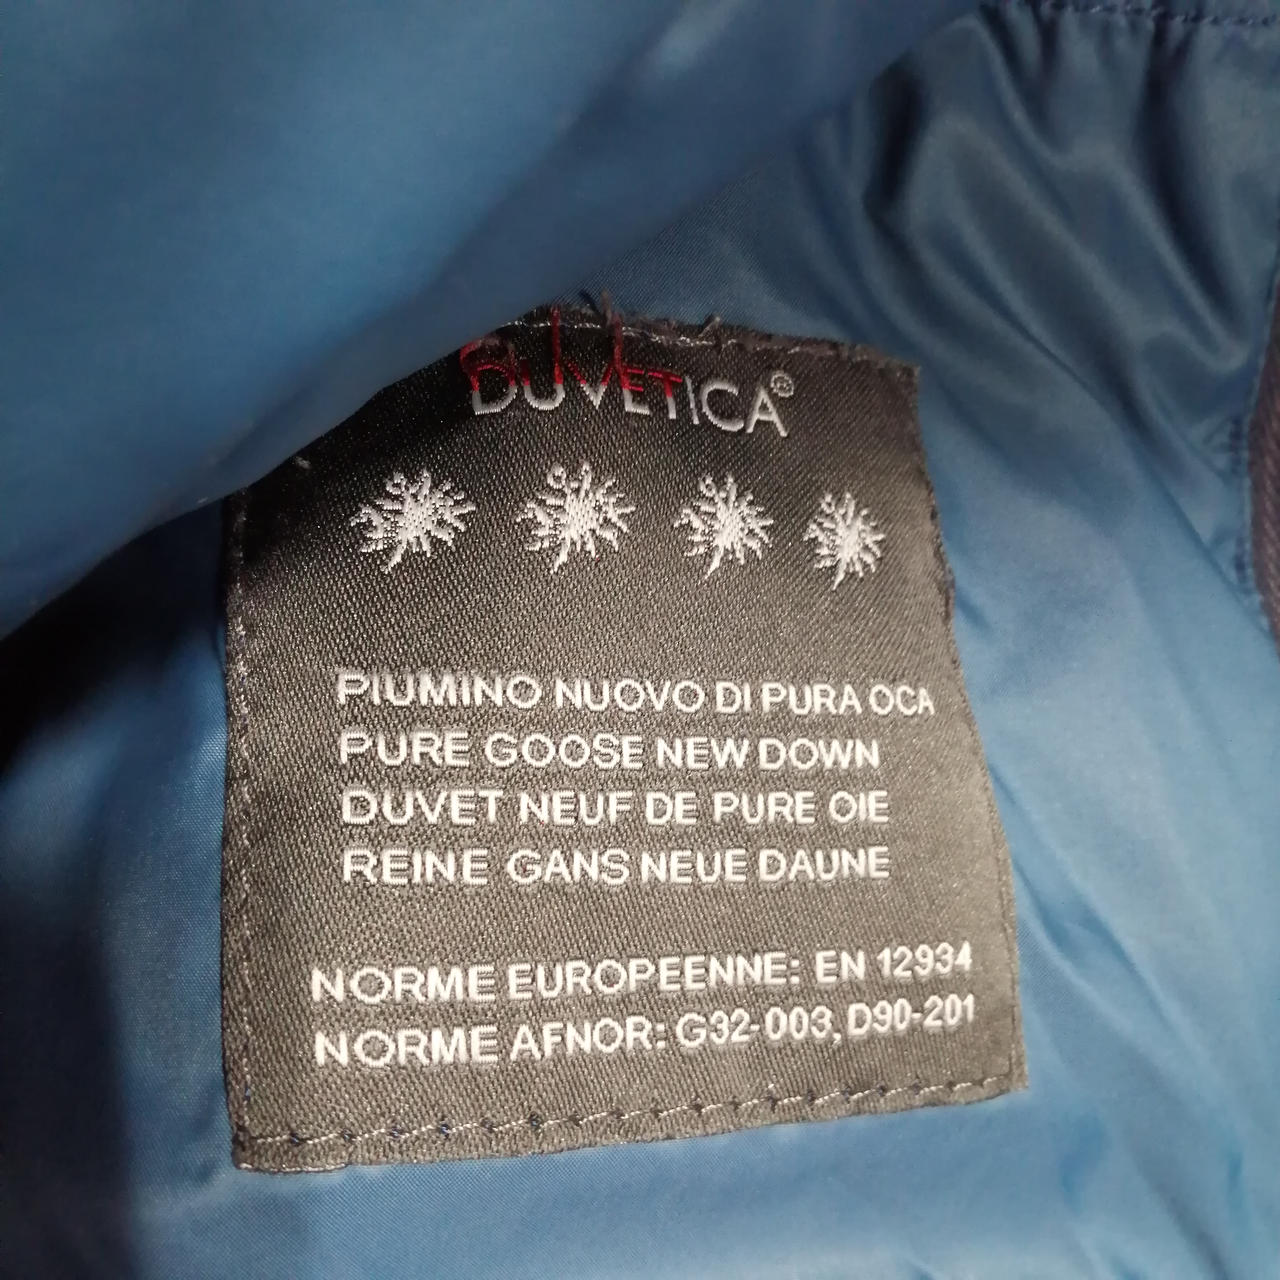 DUVETICA®
PIUMINO NUOVO DI PURA OCA
PURE GOOSE NEW DOWN
DUVET NEUF DE PURE OIE
REINE GANS NEUE DAUNE
NORME EUROPEENNE: EN 12934
NORME AFNOR: G32-003, D90-201